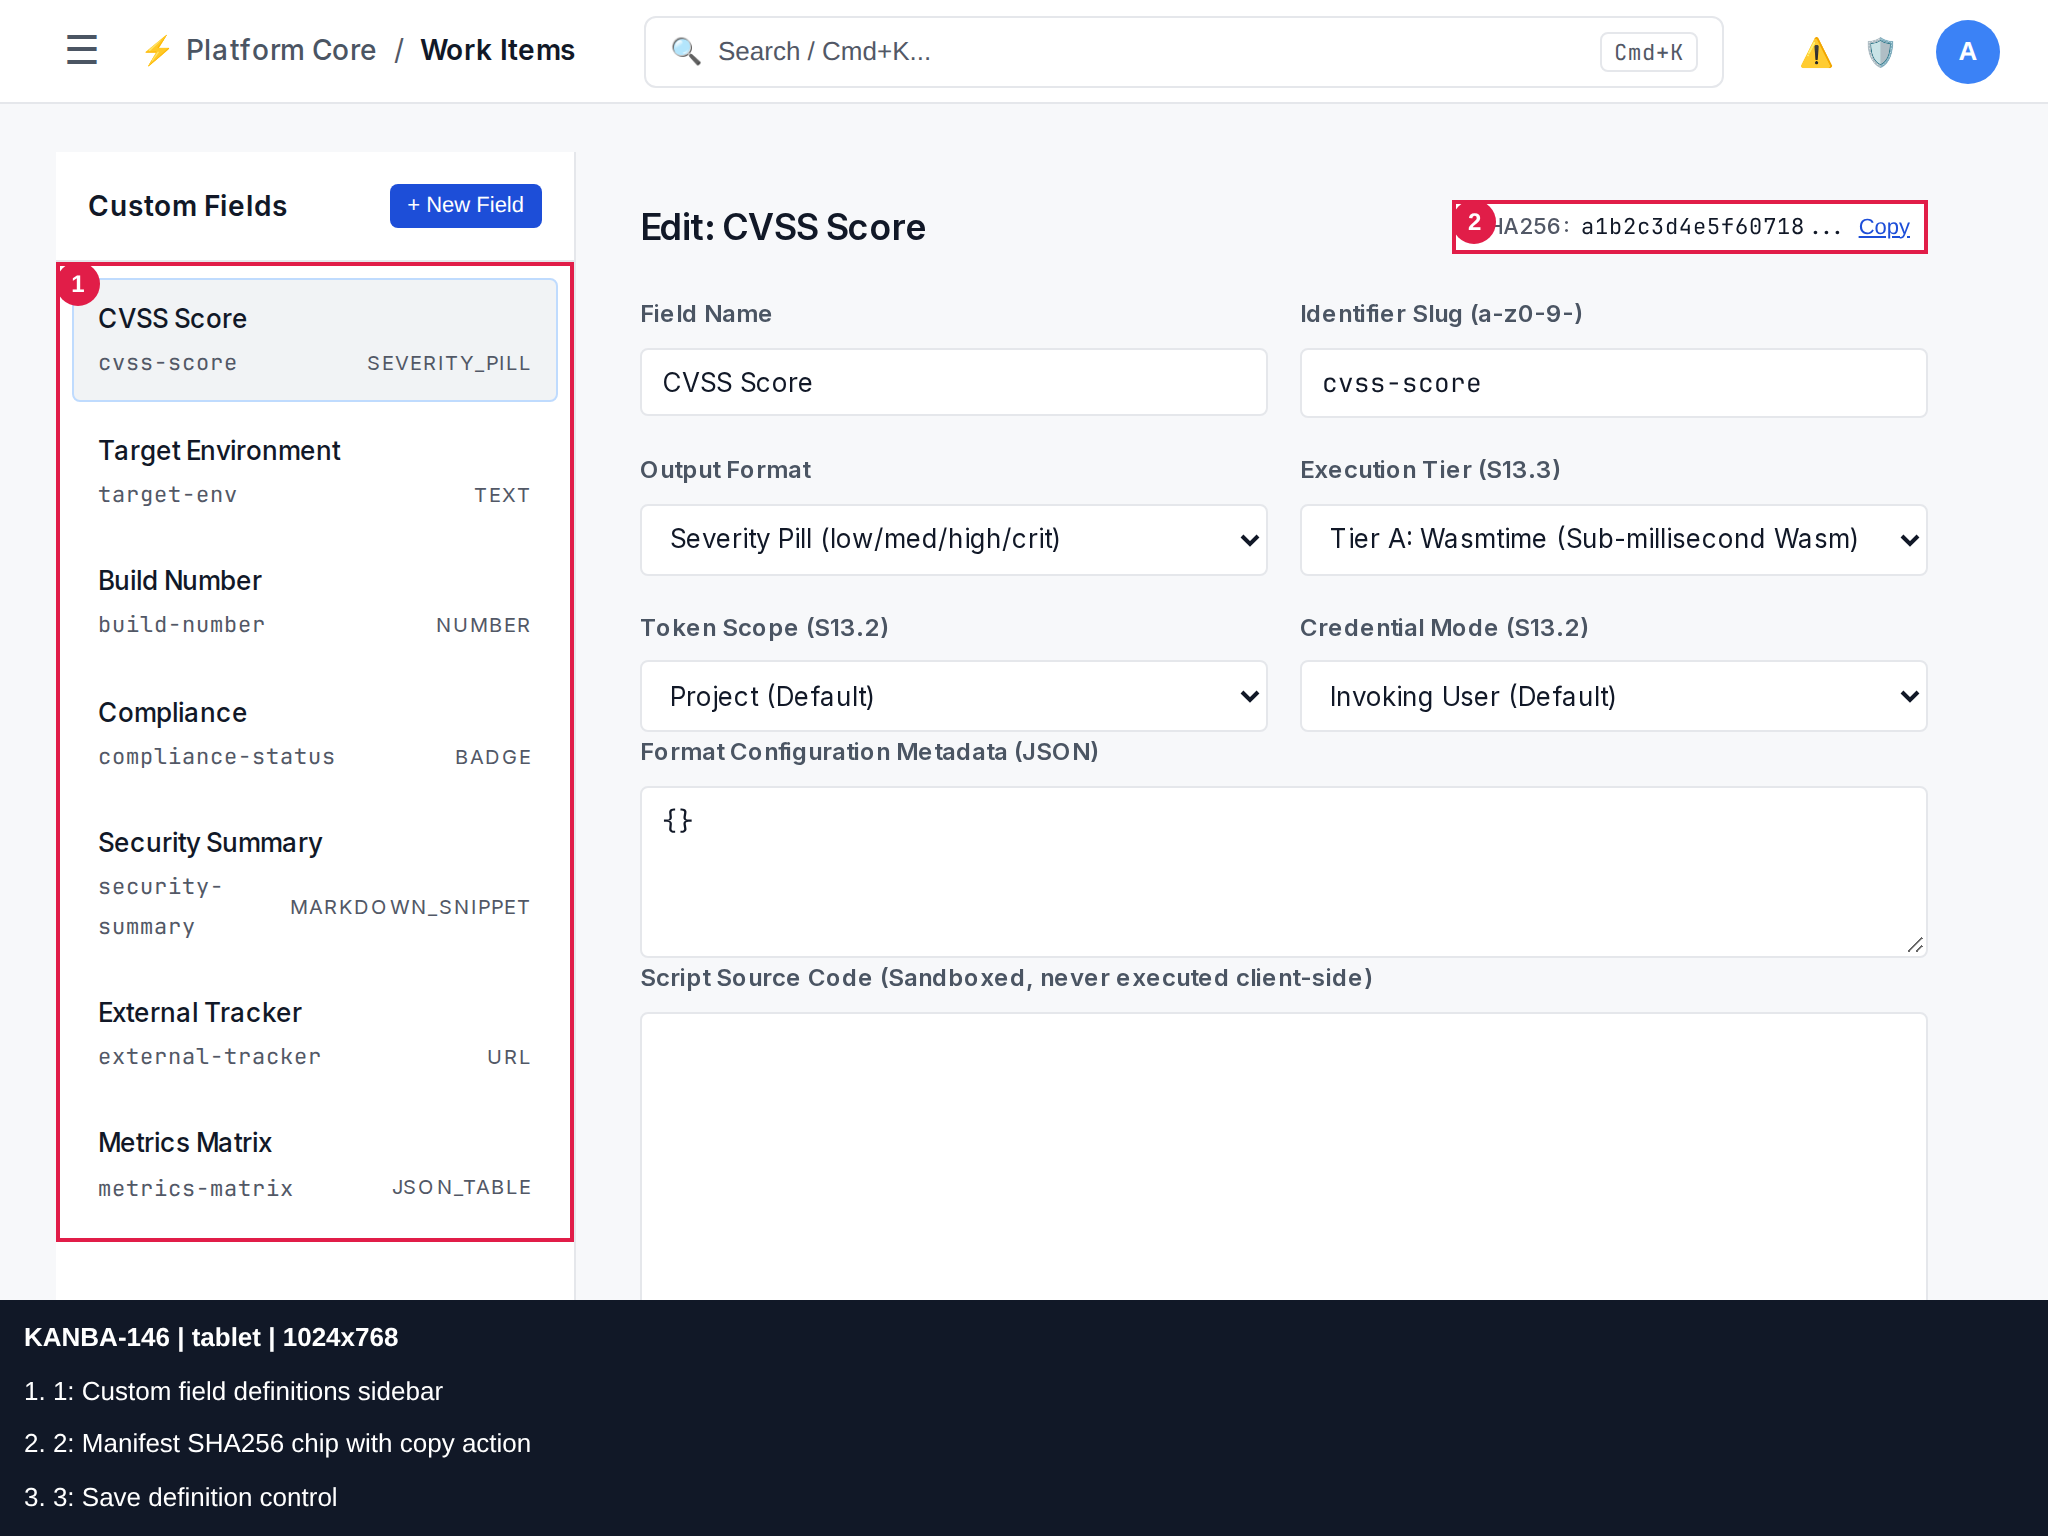 ☰ ⚡ Platform Core / Work Items
🔍 Search / Cmd+K... Cmd+K
⚠️ 🛡️ A
Custom Fields
+ New Field
1
CVSS Score
cvss-score SEVERITY_PILL
Target Environment
target-env TEXT
Build Number
build-number NUMBER
Compliance
compliance-status BADGE
Security Summary
security-
summary MARKDOWN_SNIPPET
External Tracker
external-tracker URL
Metrics Matrix
metrics-matrix JSON_TABLE
Edit: CVSS Score
2 HA256: a1b2c3d4e5f60718... Copy
Field Name
CVSS Score
Identifier Slug (a-z0-9-)
cvss-score
Output Format
Severity Pill (low/med/high/crit)
Execution Tier (S13.3)
Tier A: Wasmtime (Sub-millisecond Wasm)
Token Scope (S13.2)
Project (Default)
Credential Mode (S13.2)
Invoking User (Default)
Format Configuration Metadata (JSON)
{}
Script Source Code (Sandboxed, never executed client-side)
KANBA-146 | tablet | 1024x768
1. 1: Custom field definitions sidebar
2. 2: Manifest SHA256 chip with copy action
3. 3: Save definition control